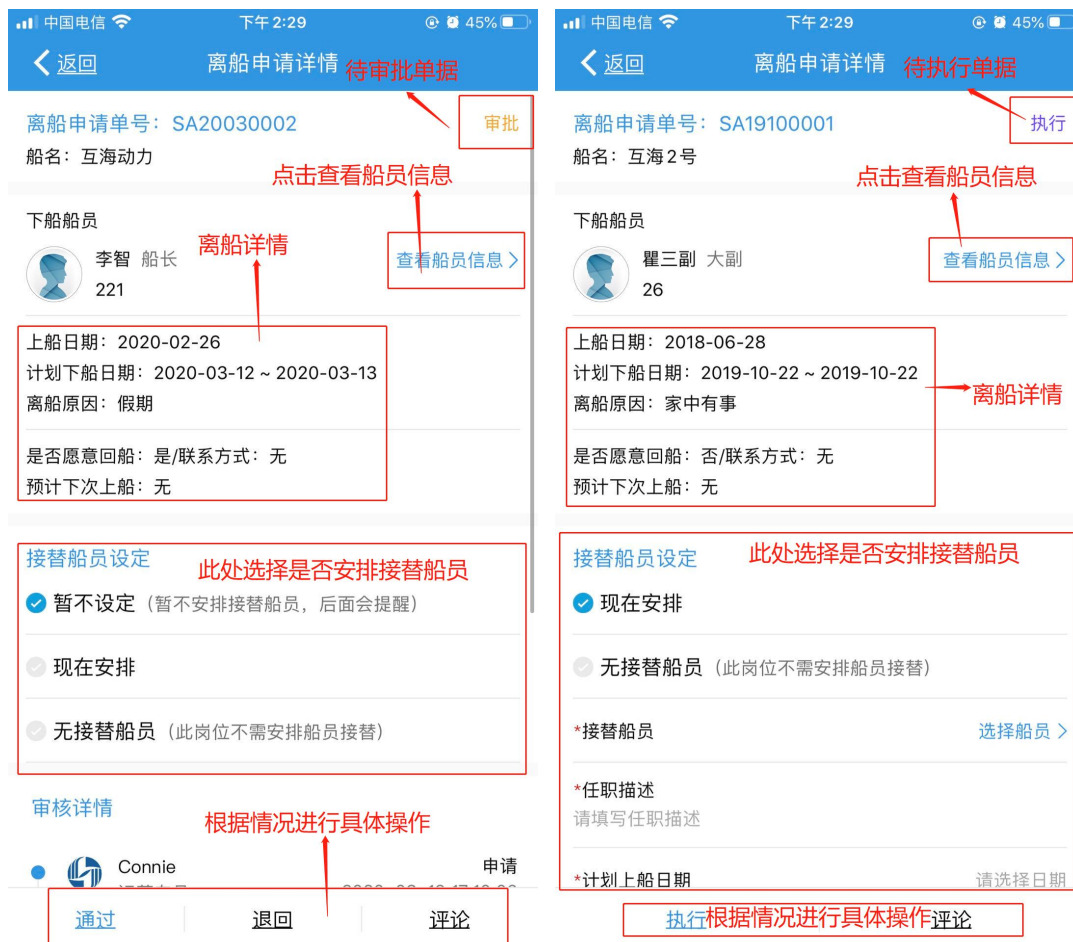 中国电信 下午2:29 45%
返回 离船申请详情 待审批单据
离船申请单号：SA20030002 审批
船名：互海动力
点击查看船员信息
下船船员
李智 船长 离船详情 查看船员信息
221
上船日期：2020-02-26
计划下船日期：2020-03-12 ~ 2020-03-13
离船原因：假期
是否愿意回船：是/联系方式：无
预计下次上船：无
接替船员设定 此处选择是否安排接替船员
暂不设定（暂不安排接替船员，后面会提醒）
现在安排
无接替船员（此岗位不需安排船员接替）
审核详情
根据情况进行具体操作
Connie 申请
通过 退回 评论
中国电信 下午2:29 45%
返回 离船申请详情 待执行单据
离船申请单号：SA19100001 执行
船名：互海2号
点击查看船员信息
下船船员
瞿三副 大副 查看船员信息
26
上船日期：2018-06-28
计划下船日期：2019-10-22 ~ 2019-10-22
离船详情
离船原因：家中有事
是否愿意回船：否/联系方式：无
预计下次上船：无
接替船员设定 此处选择是否安排接替船员
现在安排
无接替船员（此岗位不需安排船员接替）
*接替船员 选择船员
*任职描述
请填写任职描述
*计划上船日期 请选择日期
执行 根据情况进行具体操作 评论